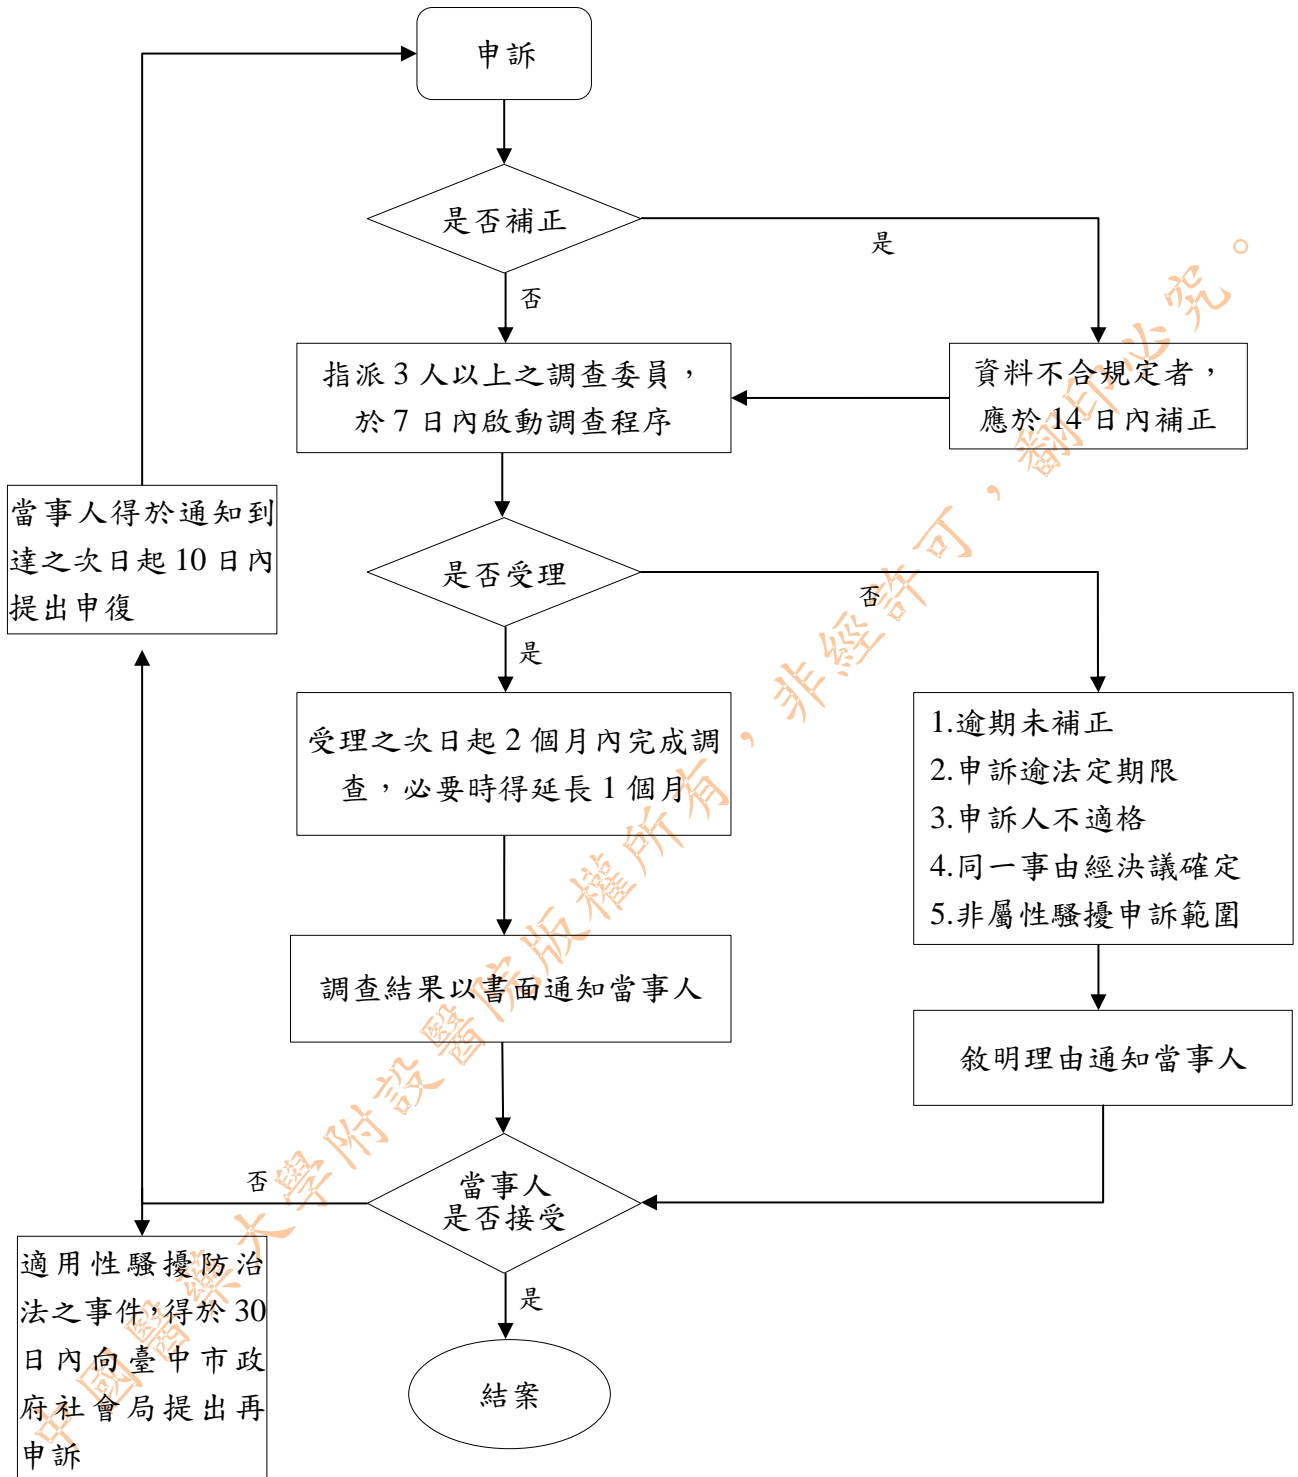 申訴
是否補正
是
否
指派 3 人以上之調查委員，
於 7 日內啟動調查程序
資料不合規定者，
應於 14 日內補正
當事人得於通知到
達之次日起 10 日內
提出申復
是否受理
否
是
受理之次日起 2 個月內完成調
查，必要時得延長 1 個月
1.逾期未補正
2.申訴逾法定期限
3.申訴人不適格
4.同一事由經決議確定
5.非屬性騷擾申訴範圍
調查結果以書面通知當事人
敘明理由通知當事人
當事人
是否接受
否
是
適用性騷擾防治
法之事件，得於 30
日內向臺中市政
府社會局提出再
申訴
結案
中國醫藥大學附設醫院版權所有，非經許可，翻印必究。